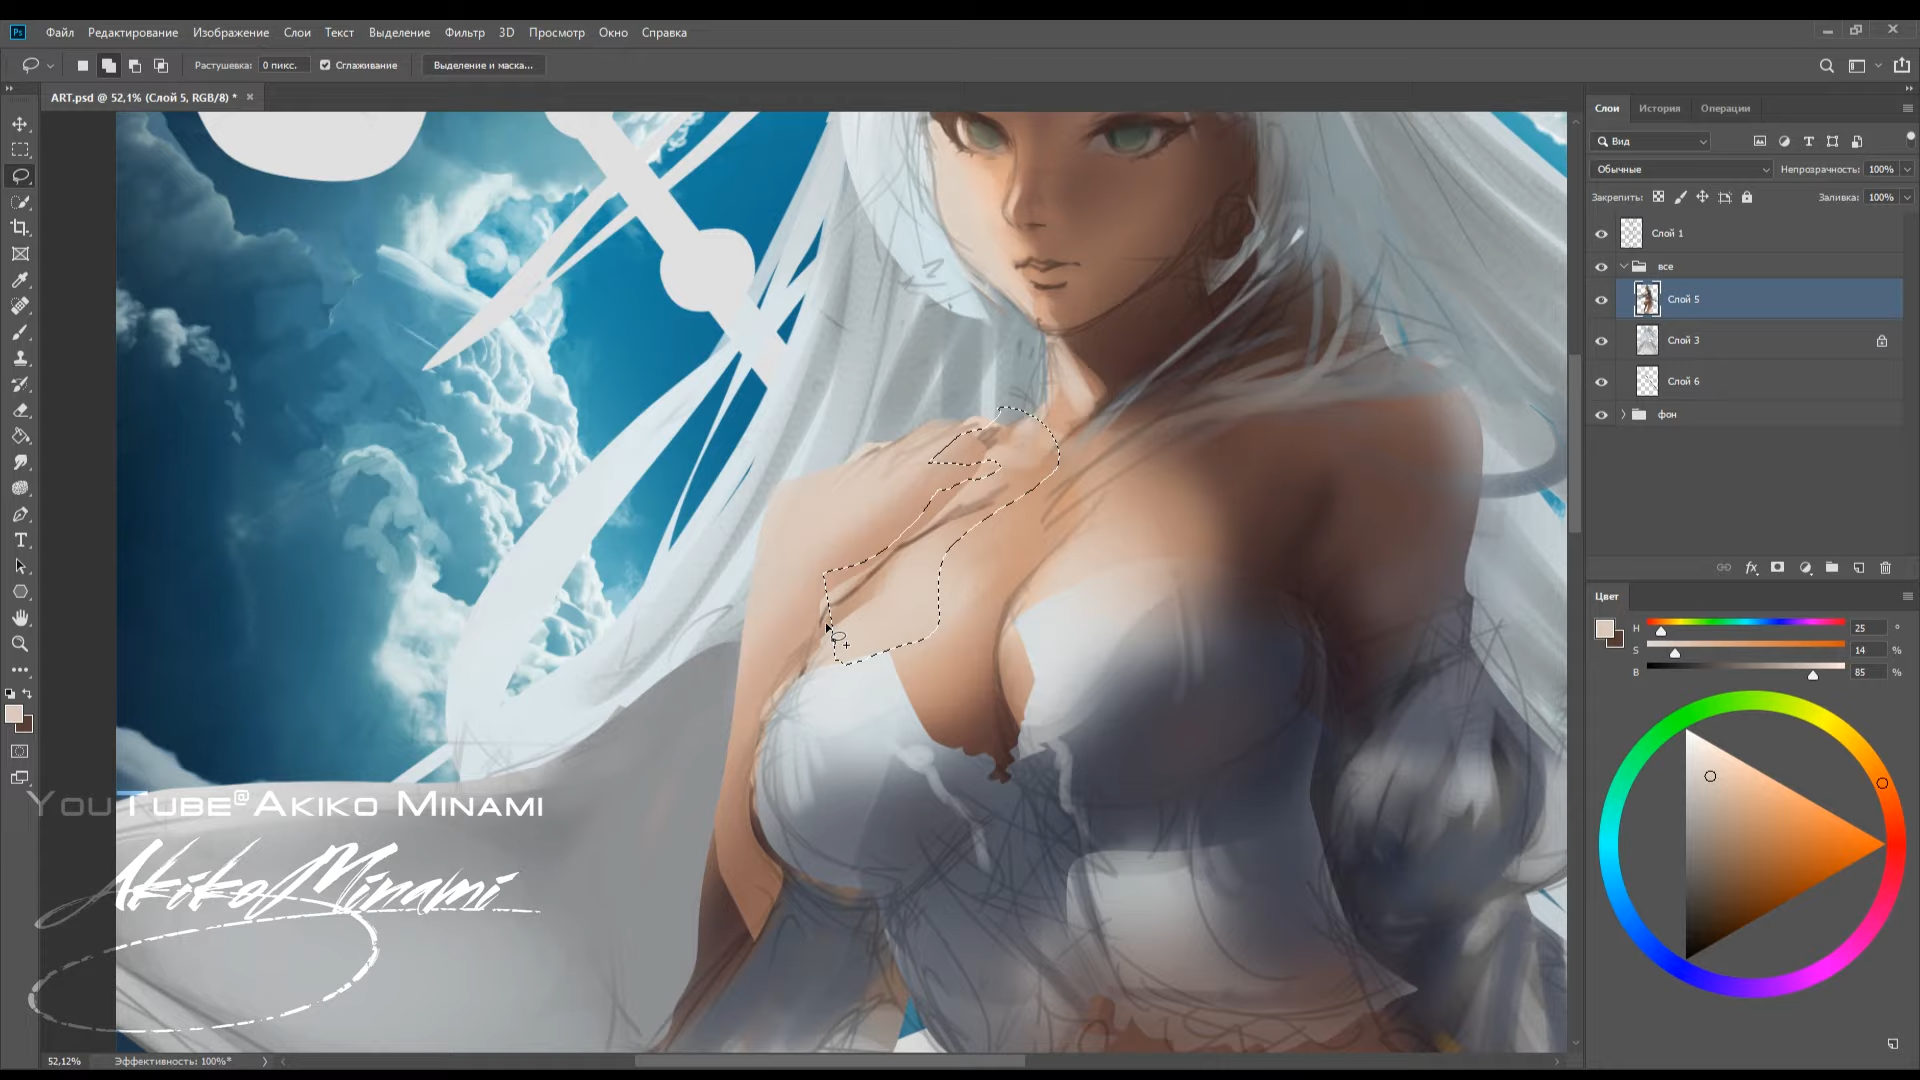 Ps Файл Редактирование Изображение Слои Текст Выделение Фильтр 3D Просмотр Окно Справка
Растушевка: 0 пикс. Сглаживание Выделение и маска...
ART.psd @ 52,1% (Слой 5, RGB/8) *
Слои История Операции
Вид
Обычные Непрозрачность: 100%
Закрепить: Заливка: 100%
Слой 1
все
Слой 5
Слой 3
Слой 6
фон
Цвет
H 25 °
S 14 %
B 85 %
YouTube@Akiko Minami
Akiko Minami
52,12% Эффективность: 100%*